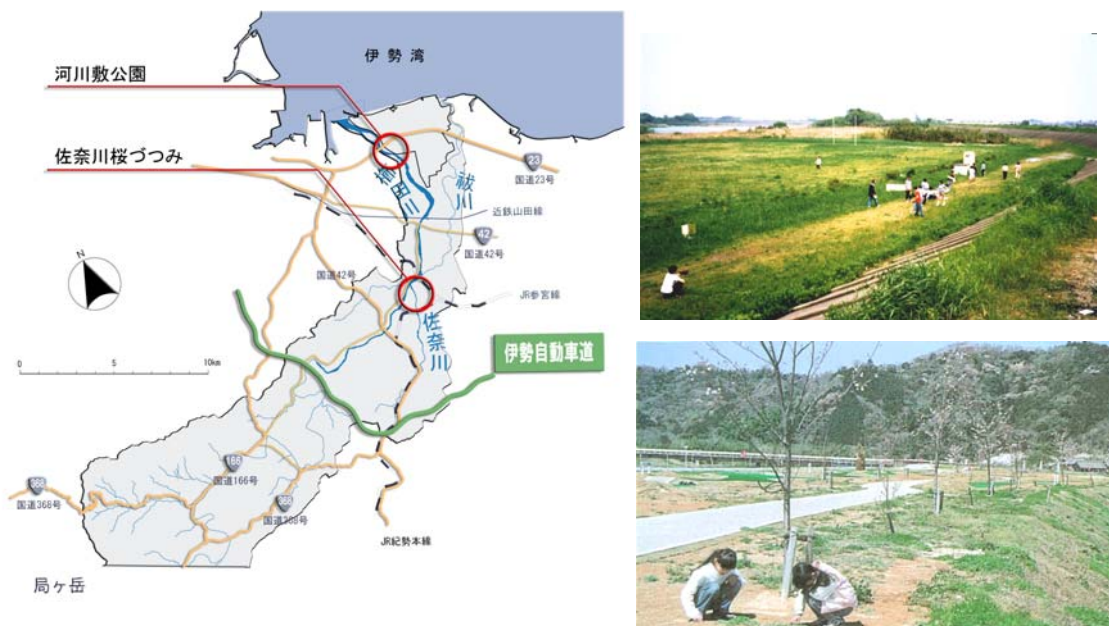 伊勢湾
河川敷公園
佐奈川桜づつみ
櫛田川
祓川
23
国道23号
近鉄山田線
42
国道42号
国道42号
N
JR参宮線
佐奈川
伊勢自動車道
0 5 10km
166
国道166号
368
国道368号
368
国道368号
JR紀勢本線
局ヶ岳